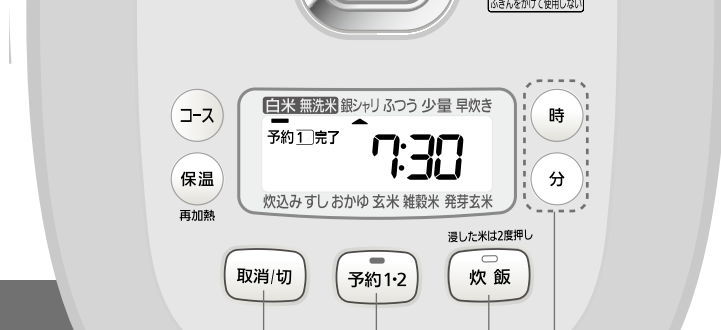 ふきんをかけて使用しない
コース
白米 無洗米 銀シャリ ふつう 少量 早炊き
時
予約 1 完了
7:30
保温
分
炊込み すし おかゆ 玄米 雑穀米 発芽玄米
再加熱
浸した米は2度押し
取消/切
予約1・2
炊飯